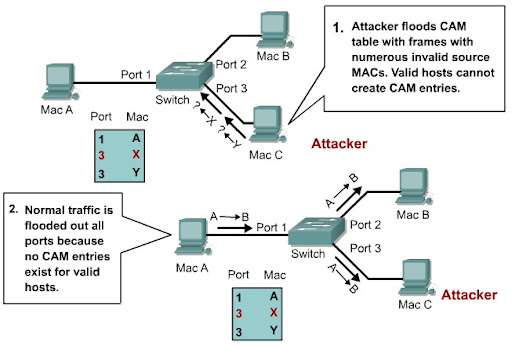 1. Attacker floods CAM
table with frames with
numerous invalid source
MACs. Valid hosts cannot
create CAM entries.
Mac B
Port 2
Port 1
Mac A
Switch
Port 3
?→X
?→Y
Mac C
Attacker
Port Mac
1 A
3 X
3 Y
2. Normal traffic is
flooded out all
ports because
no CAM entries
exist for valid
hosts.
A→B
Mac A
Port 1
Switch
A→B
Port 2
Mac B
Port 3
A→B
Mac C
Attacker
Port Mac
1 A
3 X
3 Y